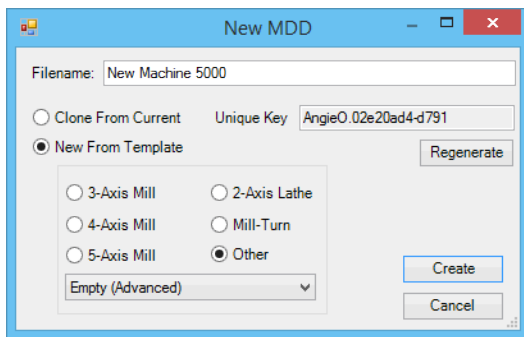 New MDD
Filename: New Machine 5000
Clone From Current Unique Key AngieO.02e20ad4-d791
New From Template Regenerate
3-Axis Mill 2-Axis Lathe
4-Axis Mill Mill-Turn
5-Axis Mill Other
Create
Empty (Advanced)
Cancel